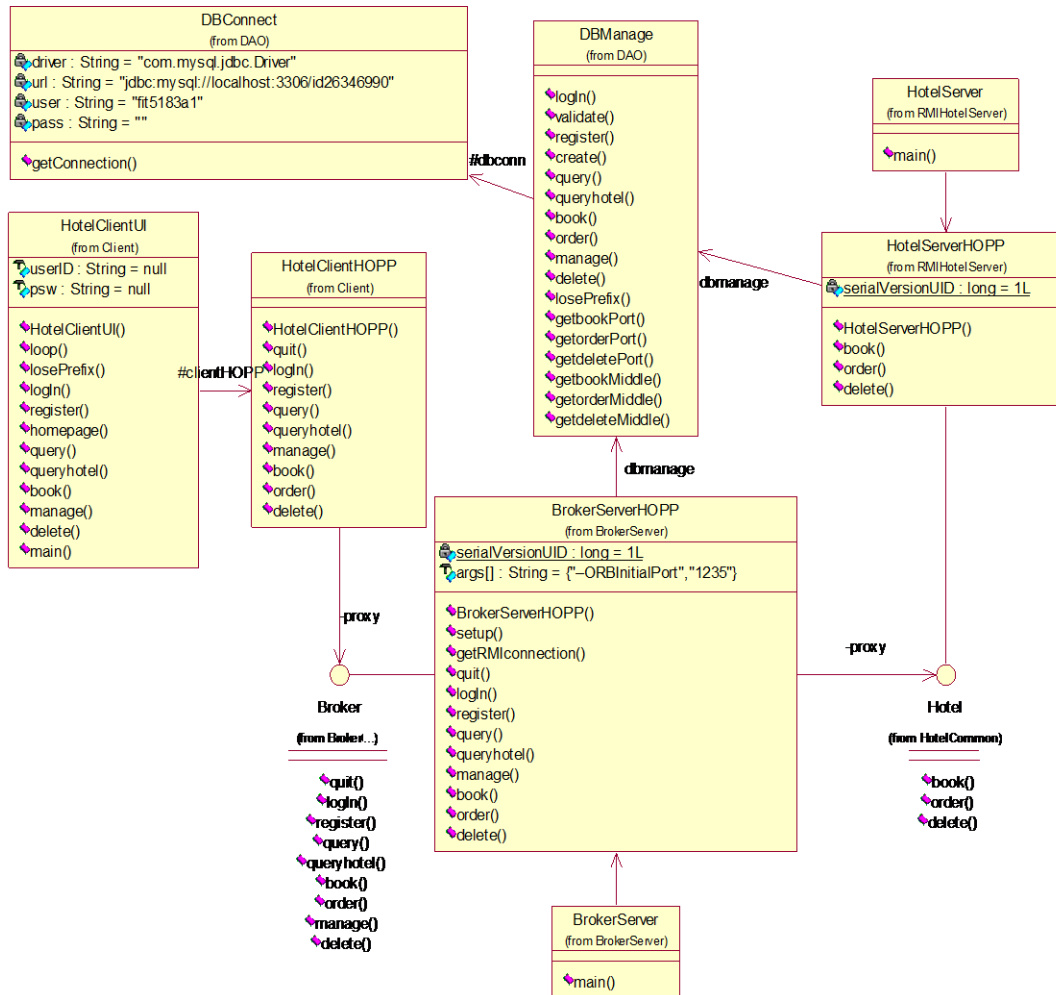 DBConnect
(from DAO)
driver : String = "com.mysql.jdbc.Driver"
url : String = "jdbc:mysql://localhost:3306/id26346990"
user : String = "fit5183a1"
pass : String = ""
getConnection()
DBManage
(from DAO)
logIn()
validate()
register()
create()
query()
queryhotel()
book()
order()
manage()
delete()
losePrefix()
getbookPort()
getorderPort()
getdeletePort()
getbookMiddle()
getorderMiddle()
getdeleteMiddle()
HotelServer
(from RMIHotelServer)
main()
#dbconn
HotelClientUI
(from Client)
userID : String = null
psw : String = null
HotelClientUI()
loop()
losePrefix()
logIn()
register()
homepage()
query()
queryhotel()
book()
manage()
delete()
main()
#clientHOPP
HotelClientHOPP
(from Client)
HotelClientHOPP()
quit()
logIn()
register()
query()
queryhotel()
manage()
book()
order()
delete()
dbmanage
HotelServerHOPP
(from RMIHotelServer)
serialVersionUID : long = 1L
HotelServerHOPP()
book()
order()
delete()
dbmanage
BrokerServerHOPP
(from BrokerServer)
serialVersionUID : long = 1L
args[] : String = {"–ORBInitialPort","1235"}
BrokerServerHOPP()
setup()
getRMIconnection()
quit()
logIn()
register()
query()
queryhotel()
manage()
book()
order()
delete()
-proxy
-proxy
Broker
(from Broker...)
quit()
logIn()
register()
query()
queryhotel()
book()
order()
manage()
delete()
Hotel
(from HotelCommon)
book()
order()
delete()
BrokerServer
(from BrokerServer)
main()